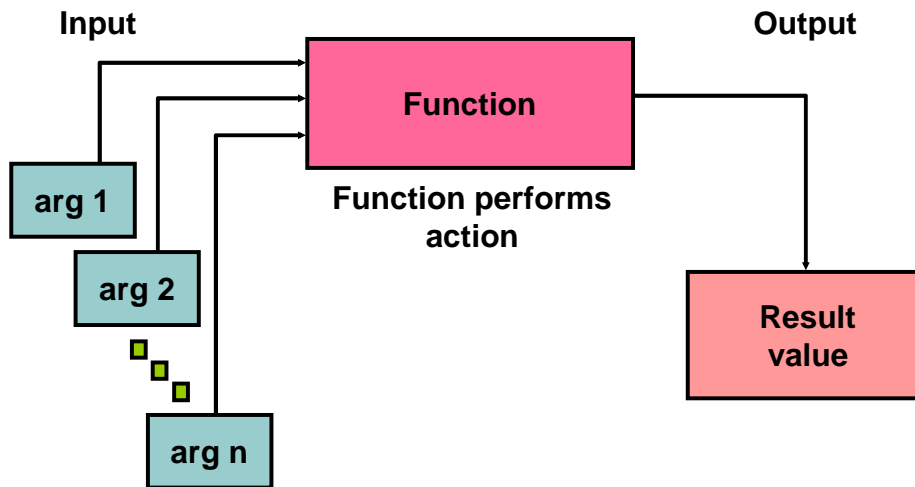 Input
Output
Function
arg 1
Function performs
action
arg 2
Result
value
arg n